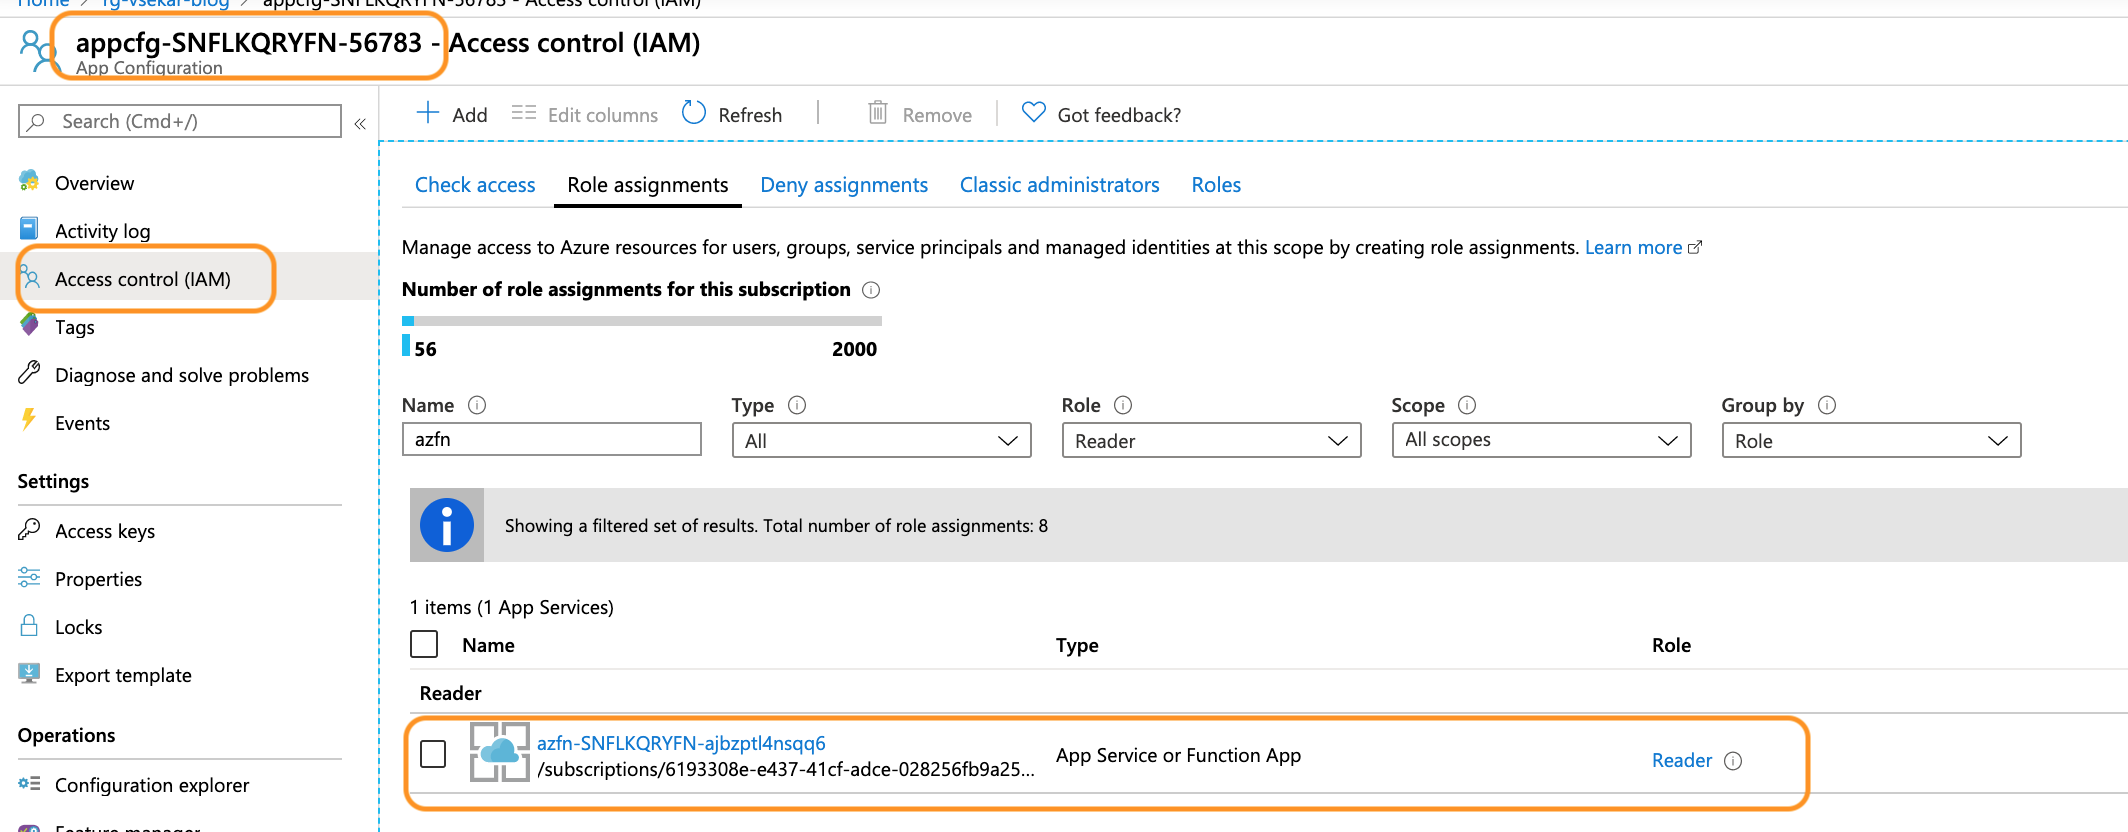 Home / rg-vsekar-blog / appcfg-SNFLKQRYFN-56783 - Access control (IAM)
appcfg-SNFLKQRYFN-56783 - Access control (IAM)
App Configuration
Search (Cmd+/)
«
Overview
Activity log
Access control (IAM)
Tags
Diagnose and solve problems
Events
Settings
Access keys
Properties
Locks
Export template
Operations
Configuration explorer
Feature manager
Add Edit columns Refresh Remove Got feedback?
Check access Role assignments Deny assignments Classic administrators Roles
Manage access to Azure resources for users, groups, service principals and managed identities at this scope by creating role assignments. Learn more
Number of role assignments for this subscription
56 2000
Name Type Role Scope Group by
azfn All Reader All scopes Role
Showing a filtered set of results. Total number of role assignments: 8
1 items (1 App Services)
Name Type Role
Reader
azfn-SNFLKQRYFN-ajbzptl4nsqq6
/subscriptions/6193308e-e437-41cf-adce-028256fb9a25...
App Service or Function App
Reader